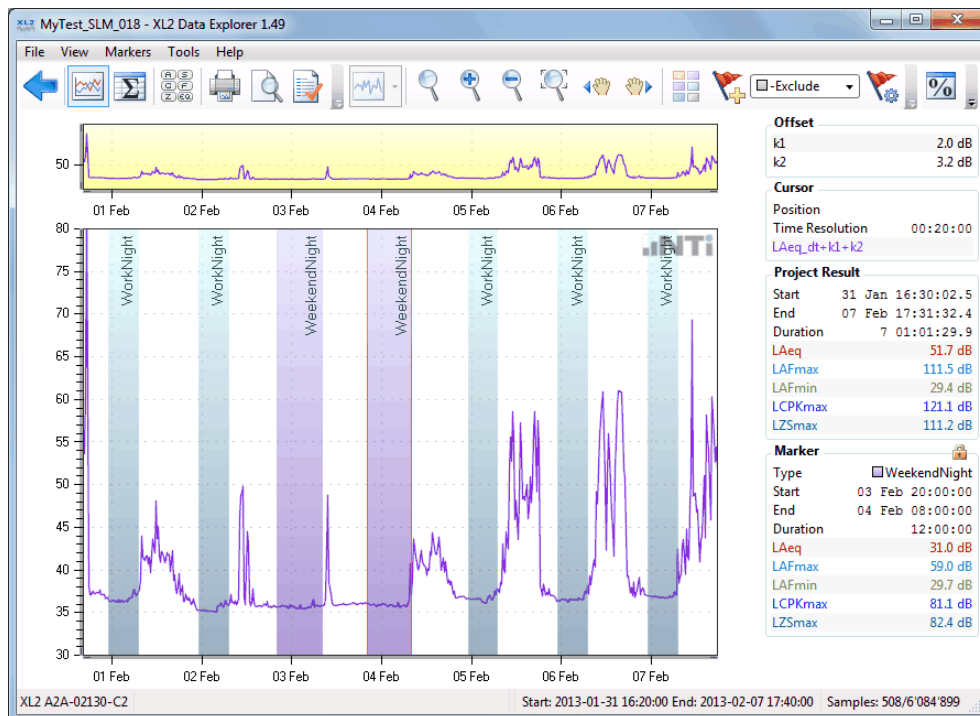 MyTest_SLM_018 - XL2 Data Explorer 1.49
File View Markers Tools Help
A S
C F
Z EQ
-Exclude
50
01 Feb 02 Feb 03 Feb 04 Feb 05 Feb 06 Feb 07 Feb
80
75
70
65
60
55
50
45
40
35
30
WorkNight
WorkNight
WeekendNight
WeekendNight
WorkNight
WorkNight
WorkNight
NTi
01 Feb 02 Feb 03 Feb 04 Feb 05 Feb 06 Feb 07 Feb
Offset
k1 2.0 dB
k2 3.2 dB
Cursor
Position
Time Resolution 00:20:00
LAeq_dt+k1+k2
Project Result
Start 31 Jan 16:30:02.5
End 07 Feb 17:31:32.4
Duration 7 01:01:29.9
LAeq 51.7 dB
LAFmax 111.5 dB
LAFmin 29.4 dB
LCPKmax 121.1 dB
LZSmax 111.2 dB
Marker
Type WeekendNight
Start 03 Feb 20:00:00
End 04 Feb 08:00:00
Duration 12:00:00
LAeq 31.0 dB
LAFmax 59.0 dB
LAFmin 29.7 dB
LCPKmax 81.1 dB
LZSmax 82.4 dB
XL2 A2A-02130-C2 Start: 2013-01-31 16:20:00 End: 2013-02-07 17:40:00 Samples: 508/6'084'899